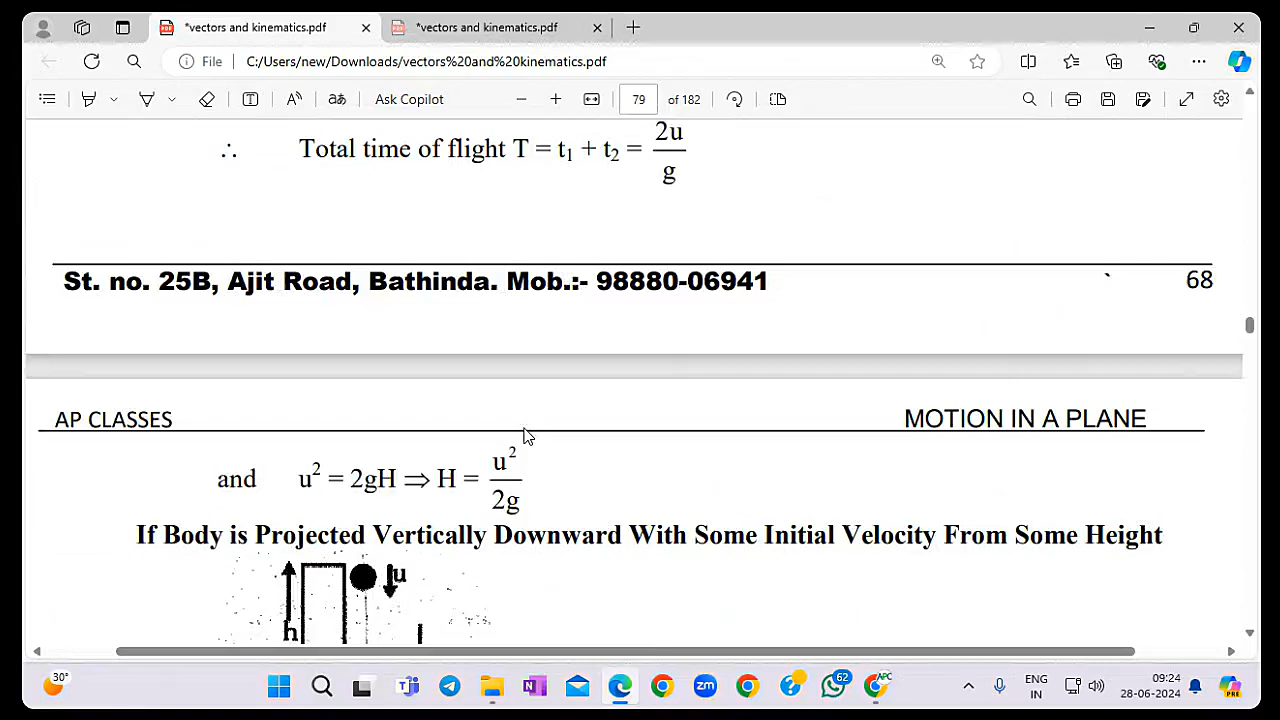 *vectors and kinematics.pdf
*vectors and kinematics.pdf
File
C:/Users/new/Downloads/vectors%20and%20kinematics.pdf
Ask Copilot
79 of 182
∴ Total time of flight T = t₁ + t₂ = 2u/g
St. no. 25B, Ajit Road, Bathinda. Mob.:- 98880-06941 ` 68
AP CLASSES
MOTION IN A PLANE
and u² = 2gH ⇒ H = u²/2g
If Body is Projected Vertically Downward With Some Initial Velocity From Some Height
u
h
30°
62
APC
ENG
IN
09:24
28-06-2024
PRE